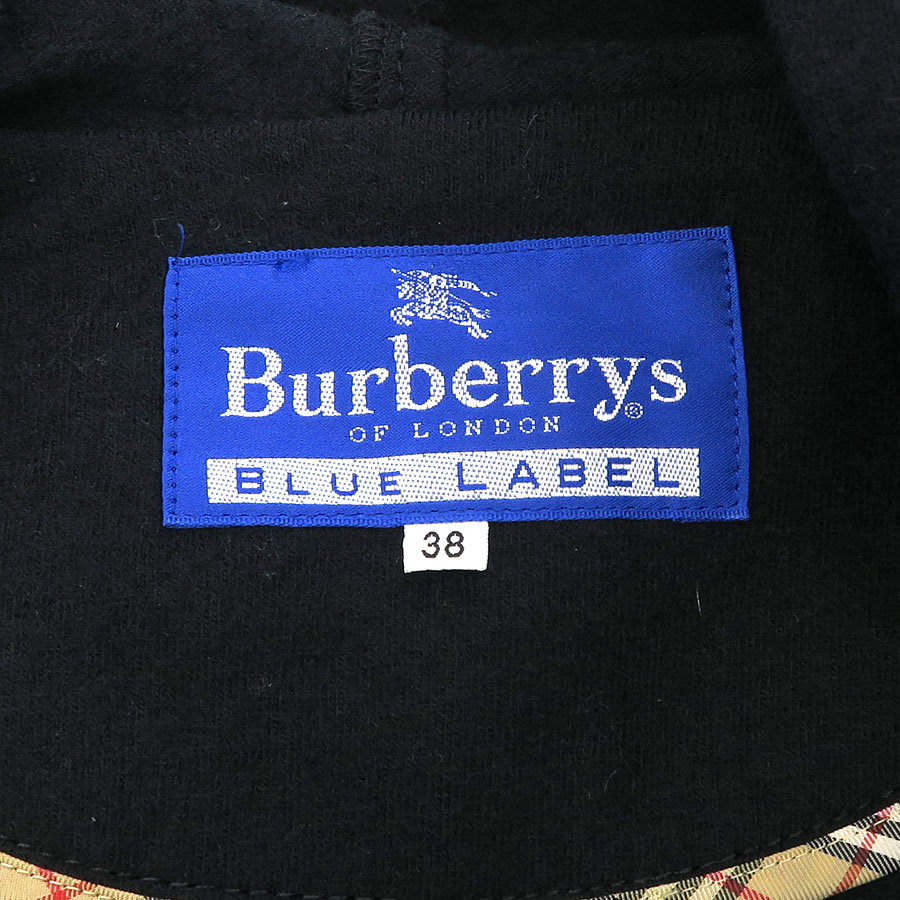 Burberrys®
OF LONDON
BLUE LABEL
38